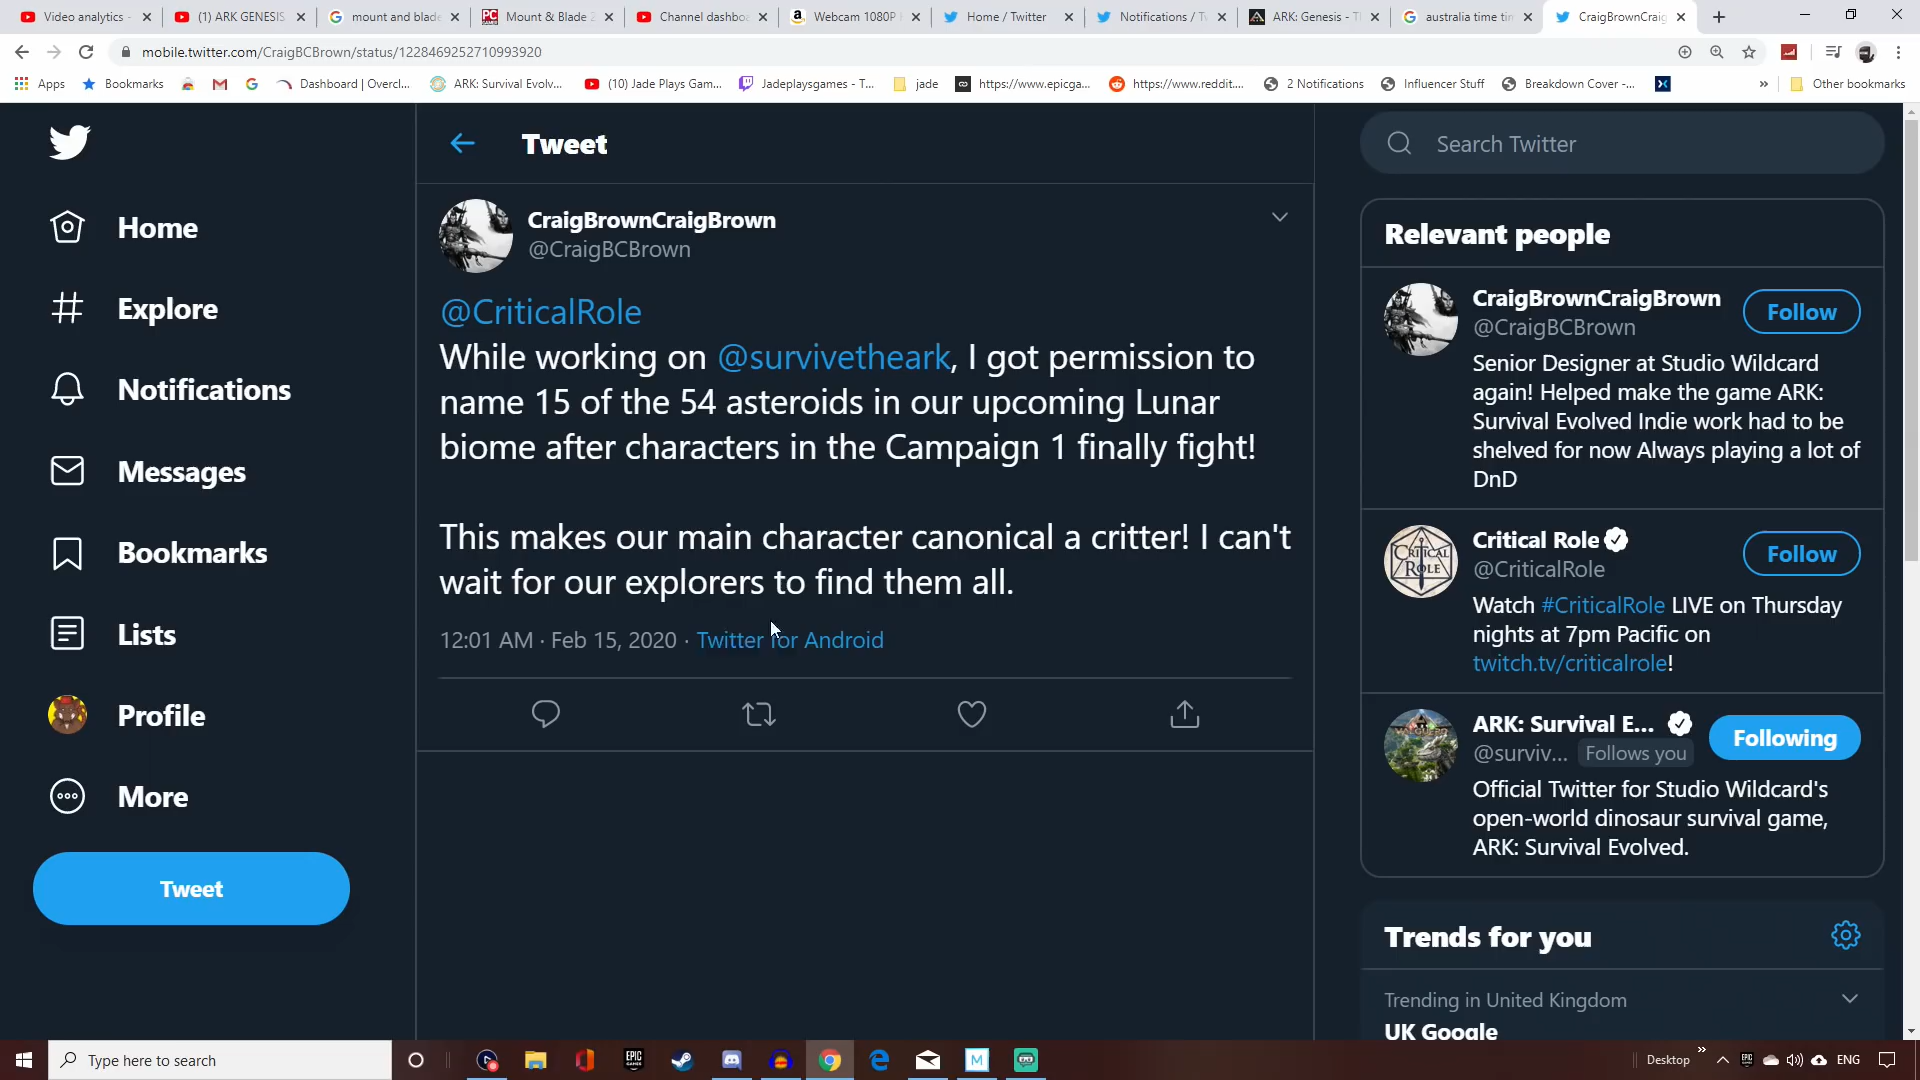 Video analytics -
(1) ARK GENESIS
mount and blade
Mount & Blade 2
Channel dashbo
Webcam 1080P
Home / Twitter
Notifications / T
ARK: Genesis - T
australia time ti
CraigBrownCraig
mobile.twitter.com/CraigBCBrown/status/1228469252710993920
Apps
Bookmarks
Dashboard | Overcl...
ARK: Survival Evolv...
(10) Jade Plays Gam...
Jadeplaysgames - T...
jade
https://www.epicga...
https://www.reddit....
2 Notifications
Influencer Stuff
Breakdown Cover -...
»
Other bookmarks
Home
Explore
Notifications
Messages
Bookmarks
Lists
Profile
More
Tweet
Tweet
CraigBrownCraigBrown
@CraigBCBrown
@CriticalRole
While working on @survivetheark, I got permission to
name 15 of the 54 asteroids in our upcoming Lunar
biome after characters in the Campaign 1 finally fight!
This makes our main character canonical a critter! I can't
wait for our explorers to find them all.
12:01 AM · Feb 15, 2020 · Twitter for Android
Search Twitter
Relevant people
CraigBrownCraigBrown
@CraigBCBrown
Follow
Senior Designer at Studio Wildcard
again! Helped make the game ARK:
Survival Evolved Indie work had to be
shelved for now Always playing a lot of
DnD
Critical Role
@CriticalRole
Follow
CRITICAL
ROLE
Watch #CriticalRole LIVE on Thursday
nights at 7pm Pacific on
twitch.tv/criticalrole!
ARK: Survival E...
@surviv...
Follows you
Following
Official Twitter for Studio Wildcard's
open-world dinosaur survival game,
ARK: Survival Evolved.
Trends for you
Trending in United Kingdom
UK Google
Type here to search
Desktop
»
ENG